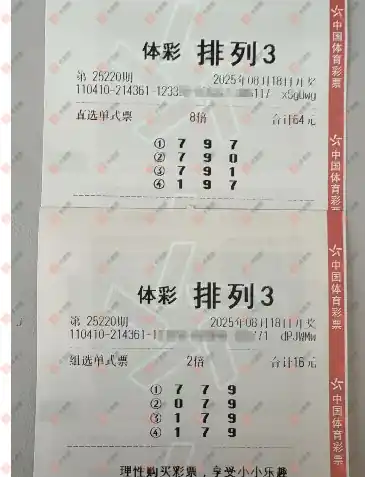 体彩 排列3
第 25220期 2025年08月18日开奖
110410-214361-1233 117 x5gUwg
直选单式票 8倍 合计64元
① 7 9 7
② 7 9 0
③ 7 9 1
④ 1 9 7
中国体育彩票
中国体育彩票
体彩 排列3
第 25220期 2025年08月18日开奖
110410-214361-1 71 dPJWMw
组选单式票 2倍 合计16元
① 7 7 9
② 0 7 9
③ 1 7 9
④ 1 7 9
理性购买彩票，享受小小乐趣
中国体育彩票
中国体育彩票